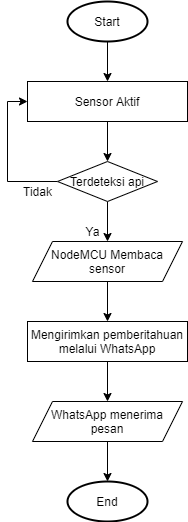 Start
Sensor Aktif
Terdeteksi api
Tidak
Ya
NodeMCU Membaca
sensor
Mengirimkan pemberitahuan
melalui WhatsApp
WhatsApp menerima
pesan
End